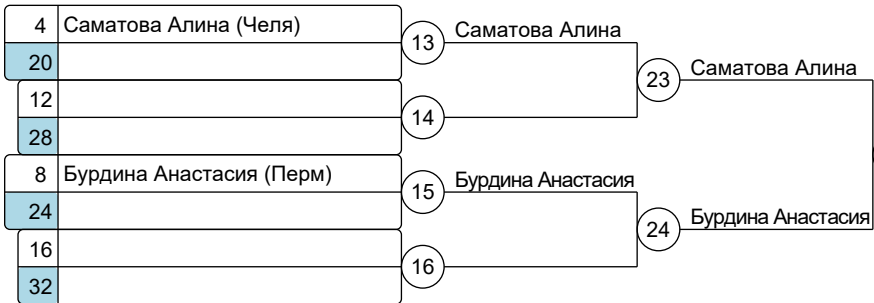 4 Саматова Алина (Челя)
20
12
28
8 Бурдина Анастасия (Перм)
24
16
32
13 Саматова Алина
14
15 Бурдина Анастасия
16
23 Саматова Алина
24 Бурдина Анастасия